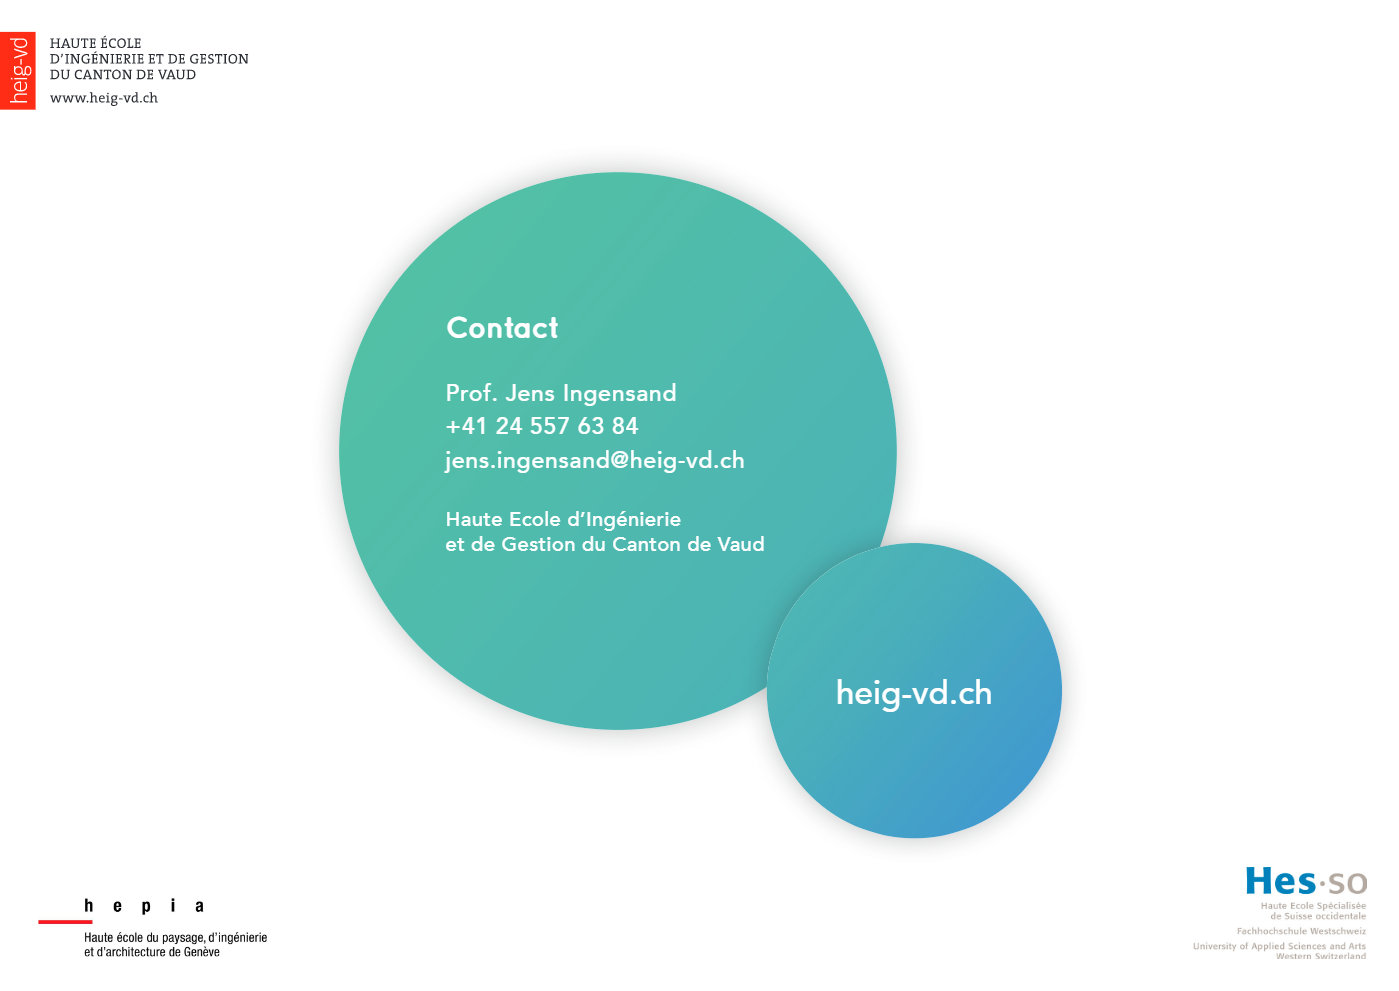 heig-vd
HAUTE ÉCOLE
D’INGÉNIERIE ET DE GESTION
DU CANTON DE VAUD
www.heig-vd.ch
Contact
Prof. Jens Ingensand
+41 24 557 63 84
jens.ingensand@heig-vd.ch
Haute Ecole d’Ingénierie
et de Gestion du Canton de Vaud
heig-vd.ch
hepia
Haute école du paysage, d’ingénierie
et d’architecture de Genève
Hes·so
Haute Ecole Spécialisée
de Suisse occidentale
Fachhochschule Westschweiz
University of Applied Sciences and Arts
Western Switzerland